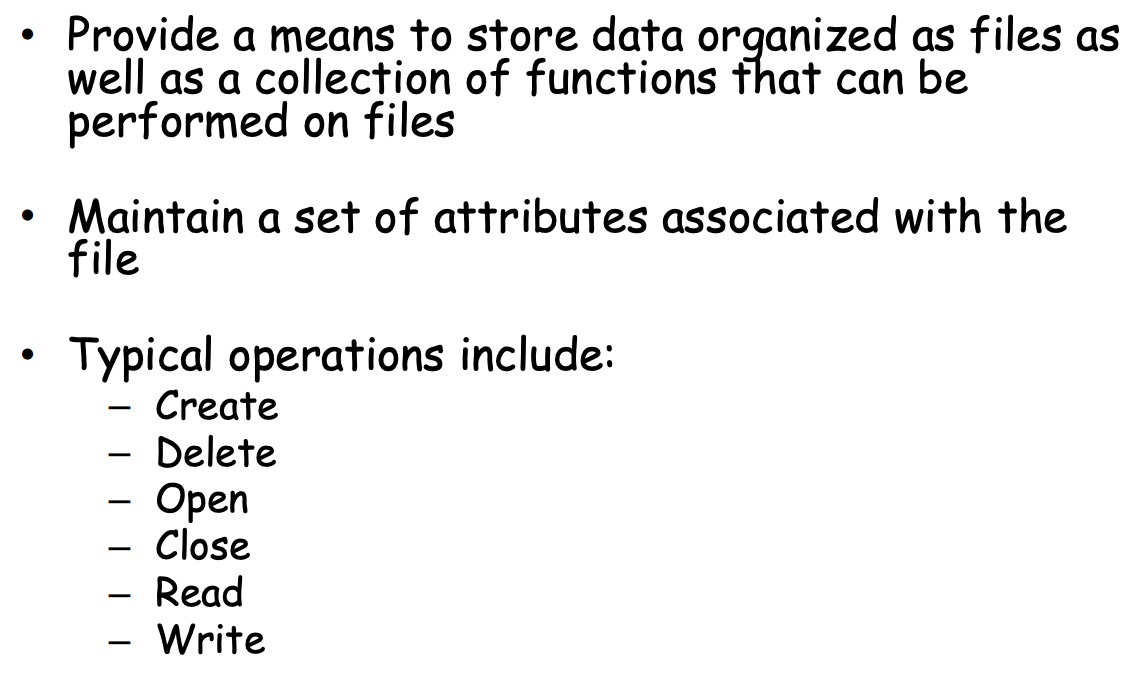 • Provide a means to store data organized as files as
well as a collection of functions that can be
performed on files
• Maintain a set of attributes associated with the
file
• Typical operations include:
– Create
– Delete
– Open
– Close
– Read
– Write